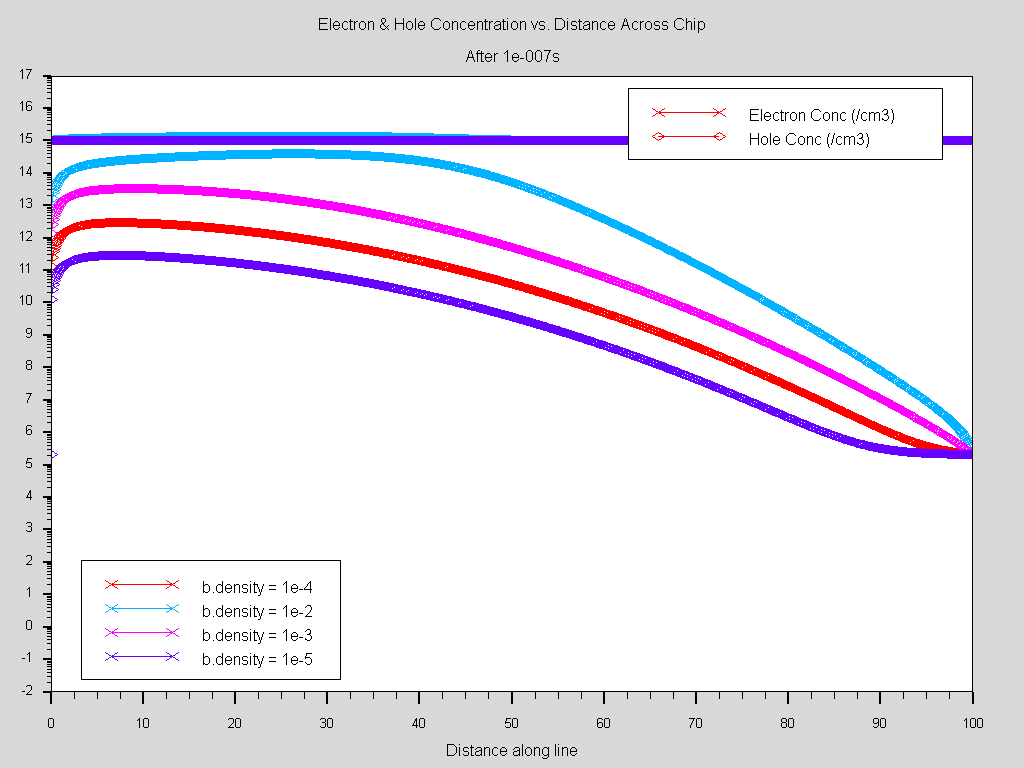 Electron & Hole Concentration vs. Distance Across Chip
After 1e-007s
17
16
15
14
13
12
11
10
9
8
7
6
5
4
3
2
1
0
-1
-2
Electron Conc (/cm3)
Hole Conc (/cm3)
b.density = 1e-4
b.density = 1e-2
b.density = 1e-3
b.density = 1e-5
0 10 20 30 40 50 60 70 80 90 100
Distance along line